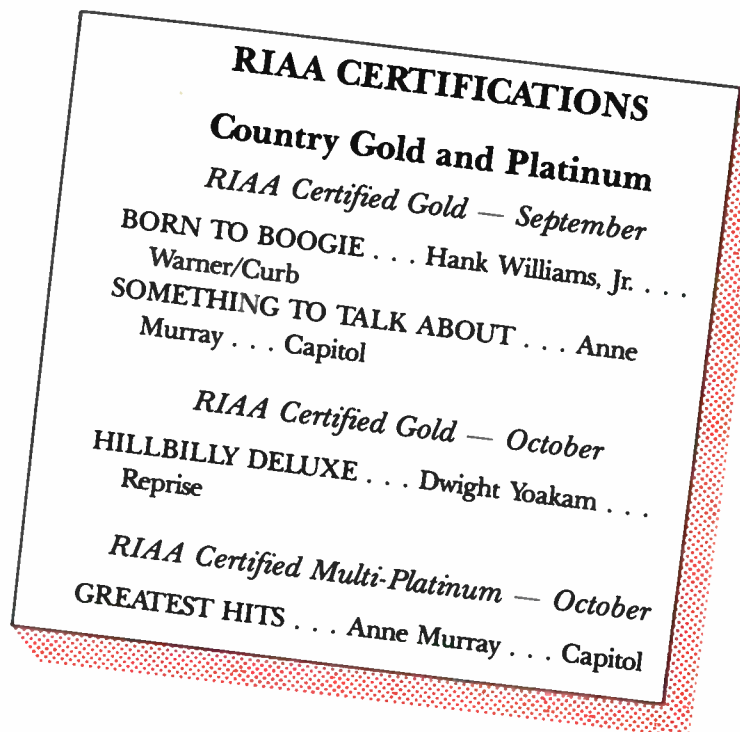 RIAA CERTIFICATIONS
Country Gold and Platinum
RIAA Certified Gold — September
BORN TO BOOGIE . . . Hank Williams, Jr. . . .
Warner/Curb
SOMETHING TO TALK ABOUT . . . Anne
Murray . . . Capitol
RIAA Certified Gold — October
HILLBILLY DELUXE . . . Dwight Yoakam . . .
Reprise
RIAA Certified Multi-Platinum — October
GREATEST HITS . . . Anne Murray . . . Capitol